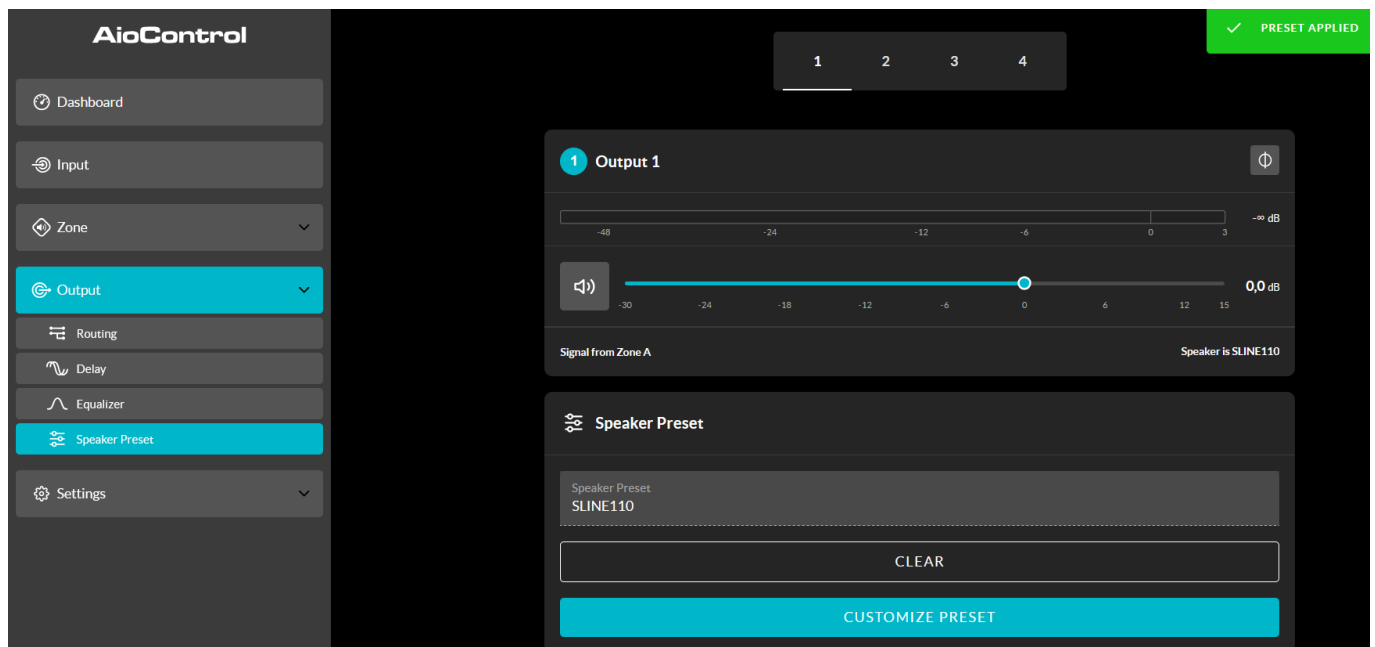 AioControl
Dashboard
Input
Zone
Output
Routing
Delay
Equalizer
Speaker Preset
Settings
PRESET APPLIED
1 2 3 4
1 Output 1
-∞ dB
-48 -24 -12 -6 0 3
0,0 dB
-30 -24 -18 -12 -6 0 6 12 15
Signal from Zone A Speaker is SLINE110
Speaker Preset
Speaker Preset
SLINE110
CLEAR
CUSTOMIZE PRESET